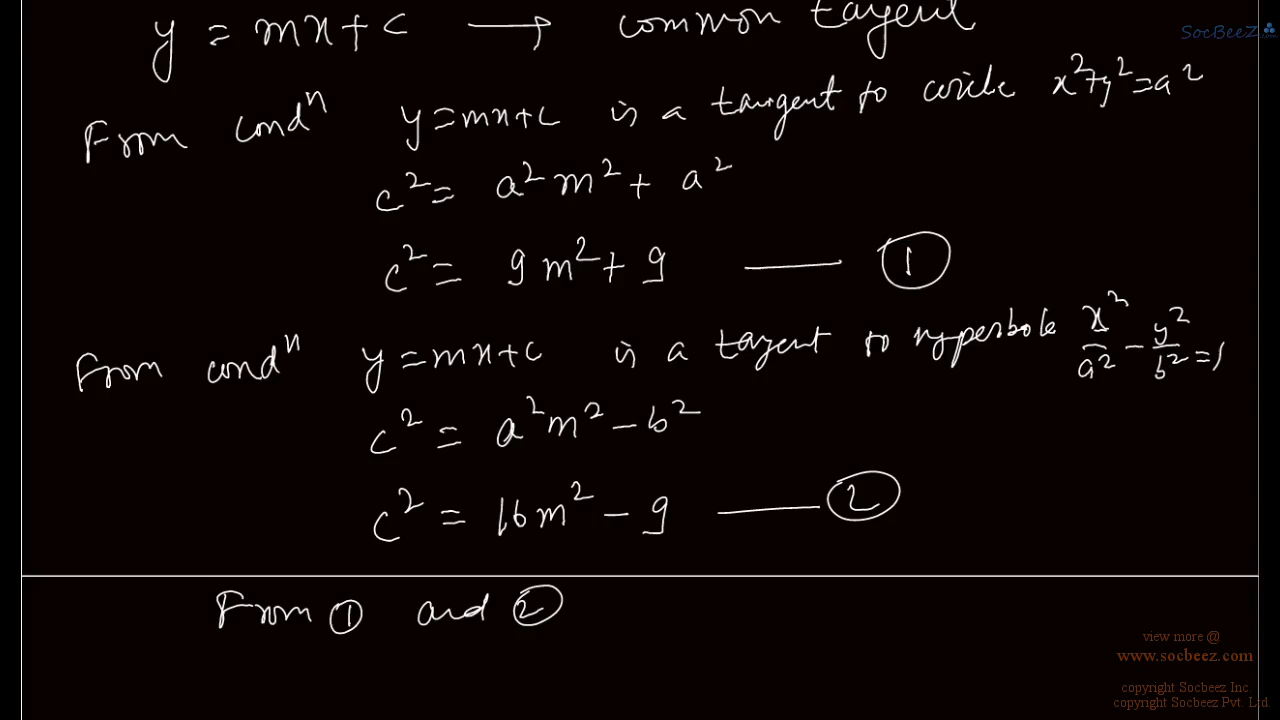 y = mx + c → common tangent
SocBeeZ.com
From condⁿ y = mx + c is a tangent to circle x² + y² = a²
c² = a²m² + a²
c² = 9m² + 9 —— ①
From condⁿ y = mx + c is a tangent to hyperbola x²/a² - y²/b² = 1
c² = a²m² - b²
c² = 16m² - 9 —— ②
From ① and ②
view more @
www.socbeez.com
copyright Socbeez Inc.
copyright Socbeez Pvt. Ltd.